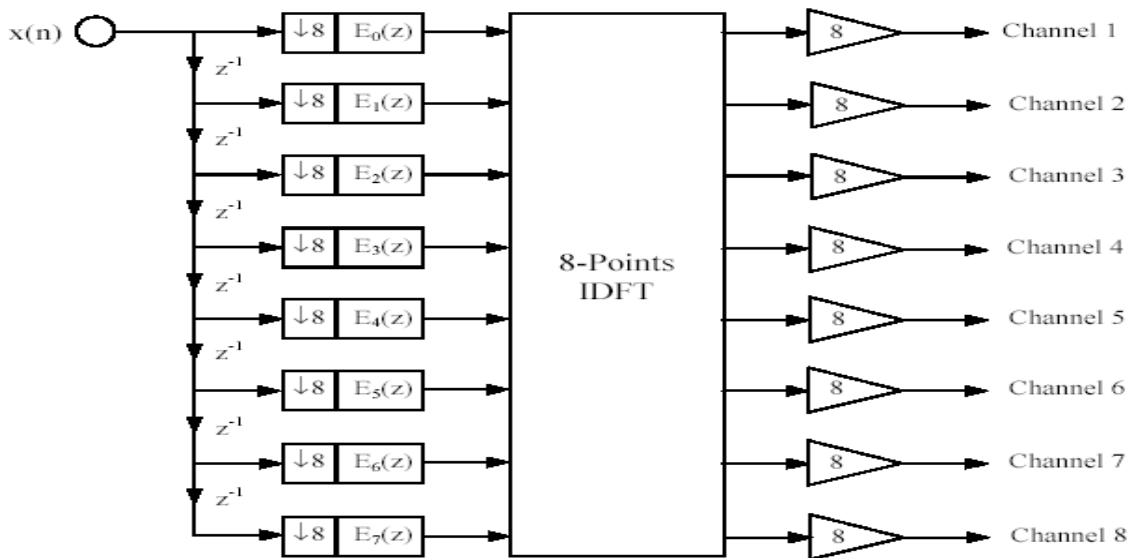 x(n) ↓8 E₀(z) 8 Channel 1
z⁻¹
↓8 E₁(z) 8 Channel 2
z⁻¹
↓8 E₂(z) 8 Channel 3
z⁻¹
↓8 E₃(z) 8 Channel 4
8-Points
IDFT
z⁻¹
↓8 E₄(z) 8 Channel 5
z⁻¹
↓8 E₅(z) 8 Channel 6
z⁻¹
↓8 E₆(z) 8 Channel 7
z⁻¹
↓8 E₇(z) 8 Channel 8